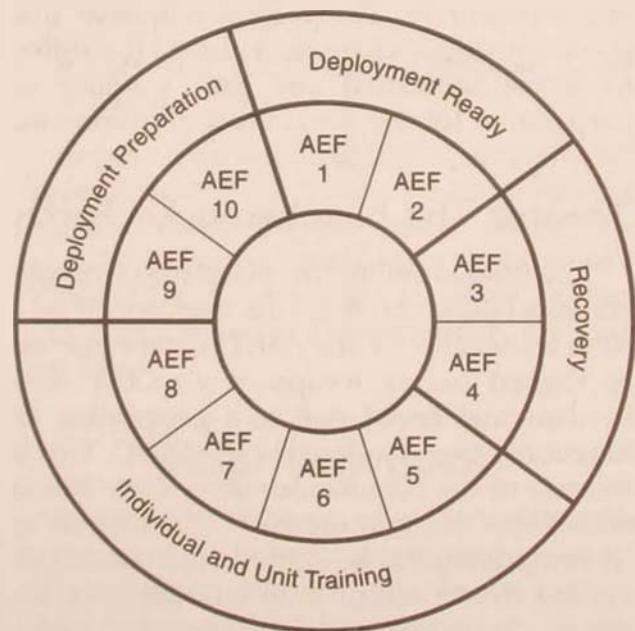 Deployment Ready
Recovery
Individual and Unit Training
Deployment Preparation
AEF
1
AEF
2
AEF
3
AEF
4
AEF
5
AEF
6
AEF
7
AEF
8
AEF
9
AEF
10